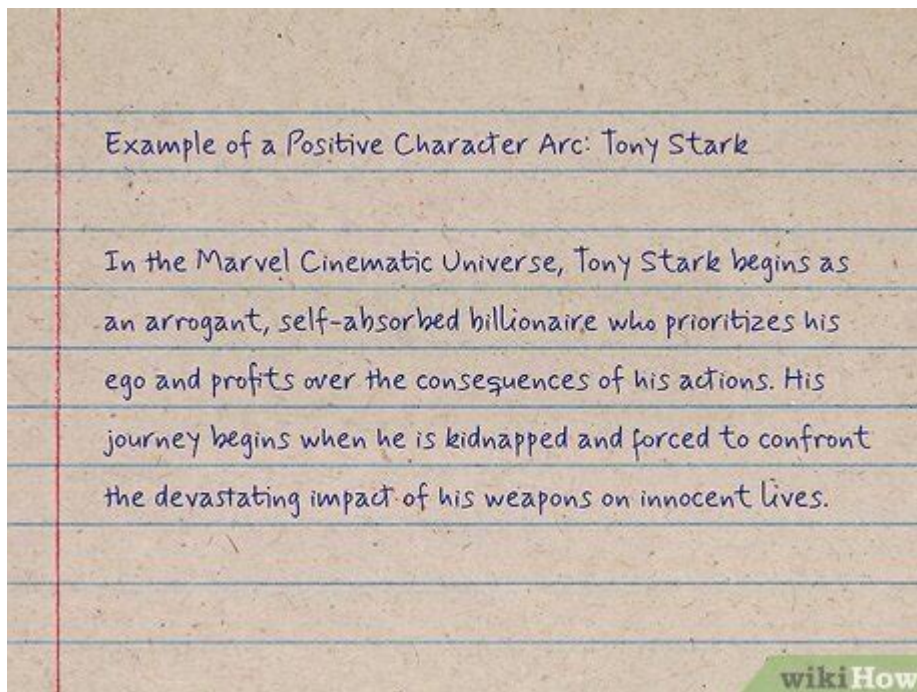 Example of a Positive Character Arc: Tony Stark
In the Marvel Cinematic Universe, Tony Stark begins as
an arrogant, self-absorbed billionaire who prioritizes his
ego and profits over the consequences of his actions. His
journey begins when he is kidnapped and forced to confront
the devastating impact of his weapons on innocent lives.
wikiHow